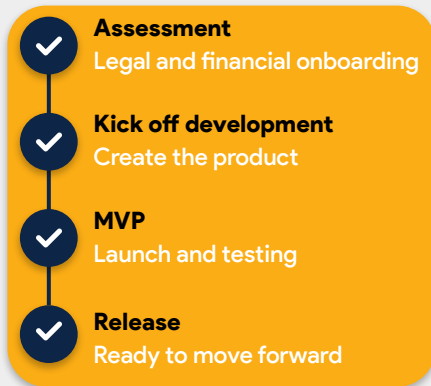 Assessment
Legal and financial onboarding
Kick off development
Create the product
MVP
Launch and testing
Release
Ready to move forward